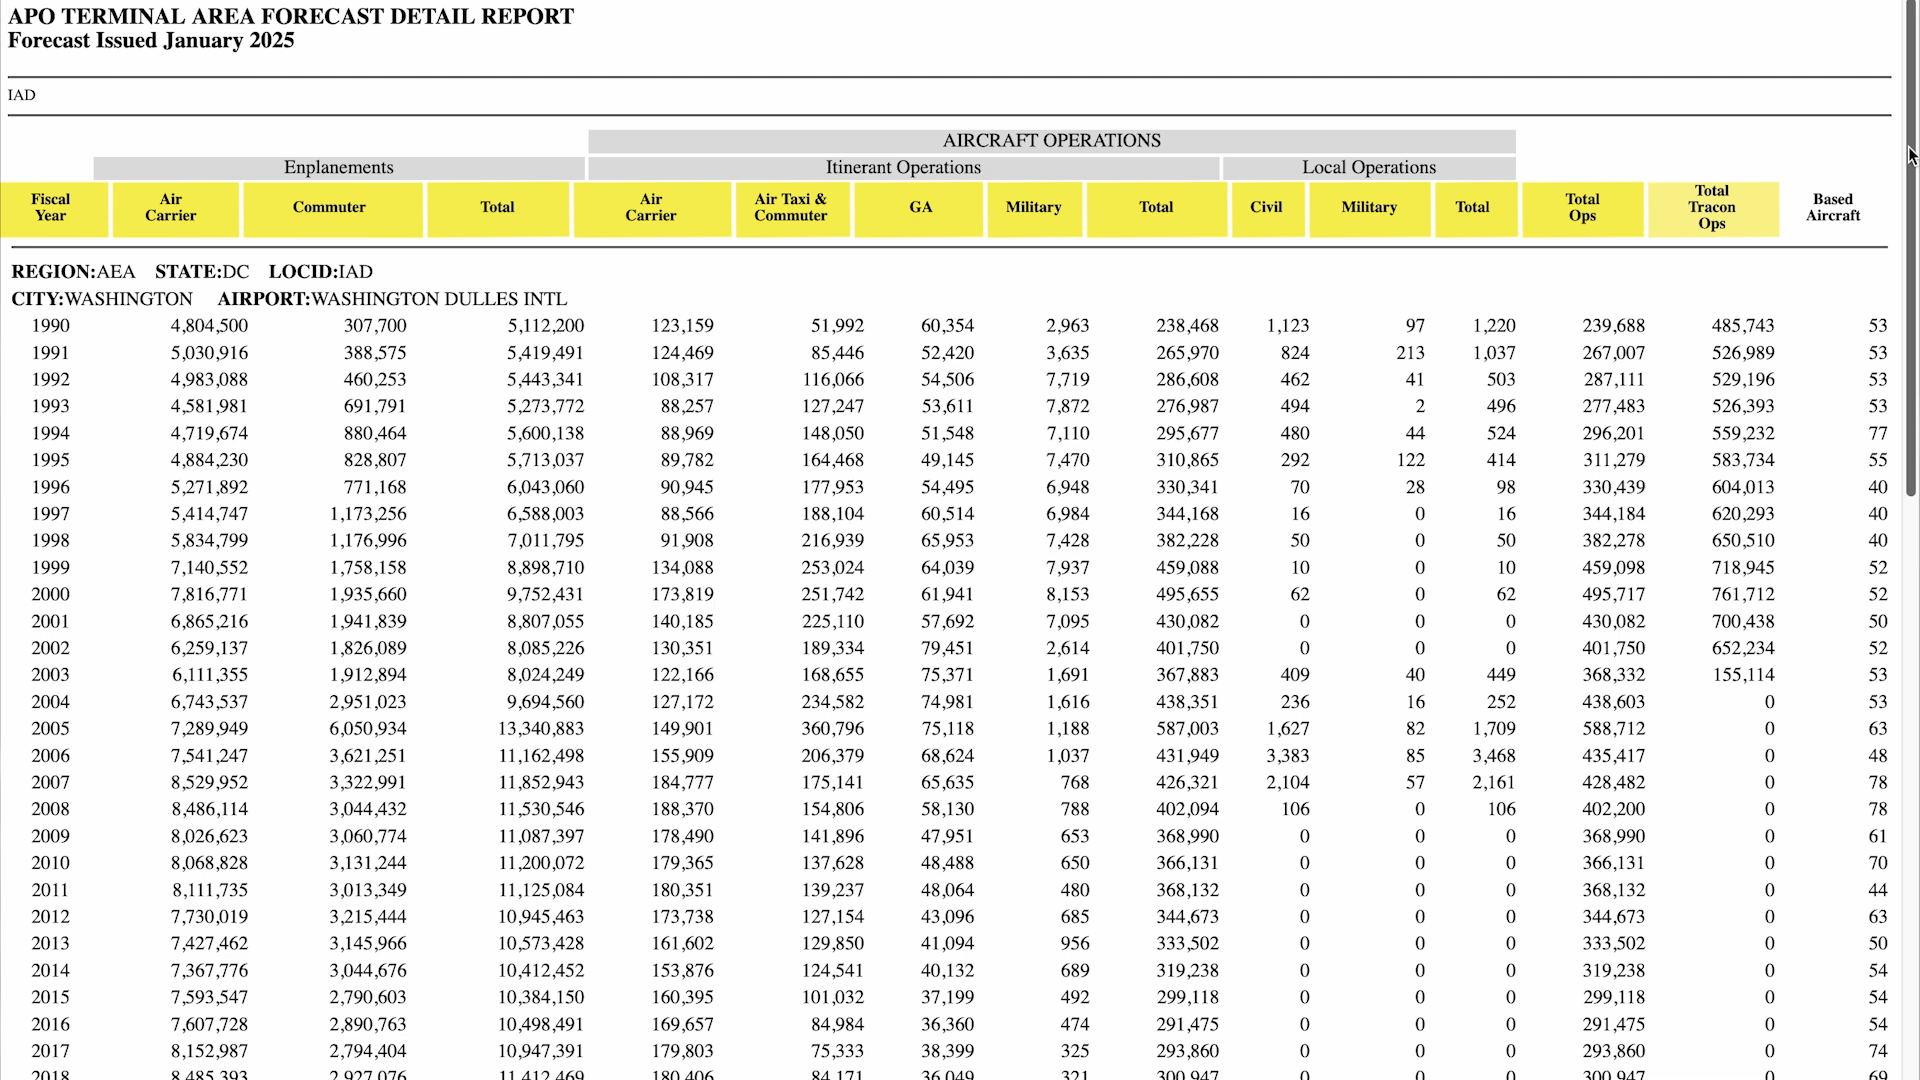 APO TERMINAL AREA FORECAST DETAIL REPORT
Forecast Issued January 2025
IAD
AIRCRAFT OPERATIONS
Enplanements Itinerant Operations Local Operations
Fiscal Year Air Carrier Commuter Total Air Carrier Air Taxi & Commuter GA Military Total Civil Military Total Total Ops Total Tracon Ops Based Aircraft
REGION:AEA STATE:DC LOCID:IAD
CITY:WASHINGTON AIRPORT:WASHINGTON DULLES INTL
1990 4,804,500 307,700 5,112,200 123,159 51,992 60,354 2,963 238,468 1,123 97 1,220 239,688 485,743 53
1991 5,030,916 388,575 5,419,491 124,469 85,446 52,420 3,635 265,970 824 213 1,037 267,007 526,989 53
1992 4,983,088 460,253 5,443,341 108,317 116,066 54,506 7,719 286,608 462 41 503 287,111 529,196 53
1993 4,581,981 691,791 5,273,772 88,257 127,247 53,611 7,872 276,987 494 2 496 277,483 526,393 53
1994 4,719,674 880,464 5,600,138 88,969 148,050 51,548 7,110 295,677 480 44 524 296,201 559,232 77
1995 4,884,230 828,807 5,713,037 89,782 164,468 49,145 7,470 310,865 292 122 414 311,279 583,734 55
1996 5,271,892 771,168 6,043,060 90,945 177,953 54,495 6,948 330,341 70 28 98 330,439 604,013 40
1997 5,414,747 1,173,256 6,588,003 88,566 188,104 60,514 6,984 344,168 16 0 16 344,184 620,293 40
1998 5,834,799 1,176,996 7,011,795 91,908 216,939 65,953 7,428 382,228 50 0 50 382,278 650,510 40
1999 7,140,552 1,758,158 8,898,710 134,088 253,024 64,039 7,937 459,088 10 0 10 459,098 718,945 52
2000 7,816,771 1,935,660 9,752,431 173,819 251,742 61,941 8,153 495,655 62 0 62 495,717 761,712 52
2001 6,865,216 1,941,839 8,807,055 140,185 225,110 57,692 7,095 430,082 0 0 0 430,082 700,438 50
2002 6,259,137 1,826,089 8,085,226 130,351 189,334 79,451 2,614 401,750 0 0 0 401,750 652,234 52
2003 6,111,355 1,912,894 8,024,249 122,166 168,655 75,371 1,691 367,883 409 40 449 368,332 155,114 53
2004 6,743,537 2,951,023 9,694,560 127,172 234,582 74,981 1,616 438,351 236 16 252 438,603 0 53
2005 7,289,949 6,050,934 13,340,883 149,901 360,796 75,118 1,188 587,003 1,627 82 1,709 588,712 0 63
2006 7,541,247 3,621,251 11,162,498 155,909 206,379 68,624 1,037 431,949 3,383 85 3,468 435,417 0 48
2007 8,529,952 3,322,991 11,852,943 184,777 175,141 65,635 768 426,321 2,104 57 2,161 428,482 0 78
2008 8,486,114 3,044,432 11,530,546 188,370 154,806 58,130 788 402,094 106 0 106 402,200 0 78
2009 8,026,623 3,060,774 11,087,397 178,490 141,896 47,951 653 368,990 0 0 0 368,990 0 61
2010 8,068,828 3,131,244 11,200,072 179,365 137,628 48,488 650 366,131 0 0 0 366,131 0 70
2011 8,111,735 3,013,349 11,125,084 180,351 139,237 48,064 480 368,132 0 0 0 368,132 0 44
2012 7,730,019 3,215,444 10,945,463 173,738 127,154 43,096 685 344,673 0 0 0 344,673 0 63
2013 7,427,462 3,145,966 10,573,428 161,602 129,850 41,094 956 333,502 0 0 0 333,502 0 50
2014 7,367,776 3,044,676 10,412,452 153,876 124,541 40,132 689 319,238 0 0 0 319,238 0 54
2015 7,593,547 2,790,603 10,384,150 160,395 101,032 37,199 492 299,118 0 0 0 299,118 0 54
2016 7,607,728 2,890,763 10,498,491 169,657 84,984 36,360 474 291,475 0 0 0 291,475 0 54
2017 8,152,987 2,794,404 10,947,391 179,803 75,333 38,399 325 293,860 0 0 0 293,860 0 74
2018 8,485,393 2,927,076 11,412,469 180,406 84,171 36,049 321 300,947 0 0 0 300,947 0 69